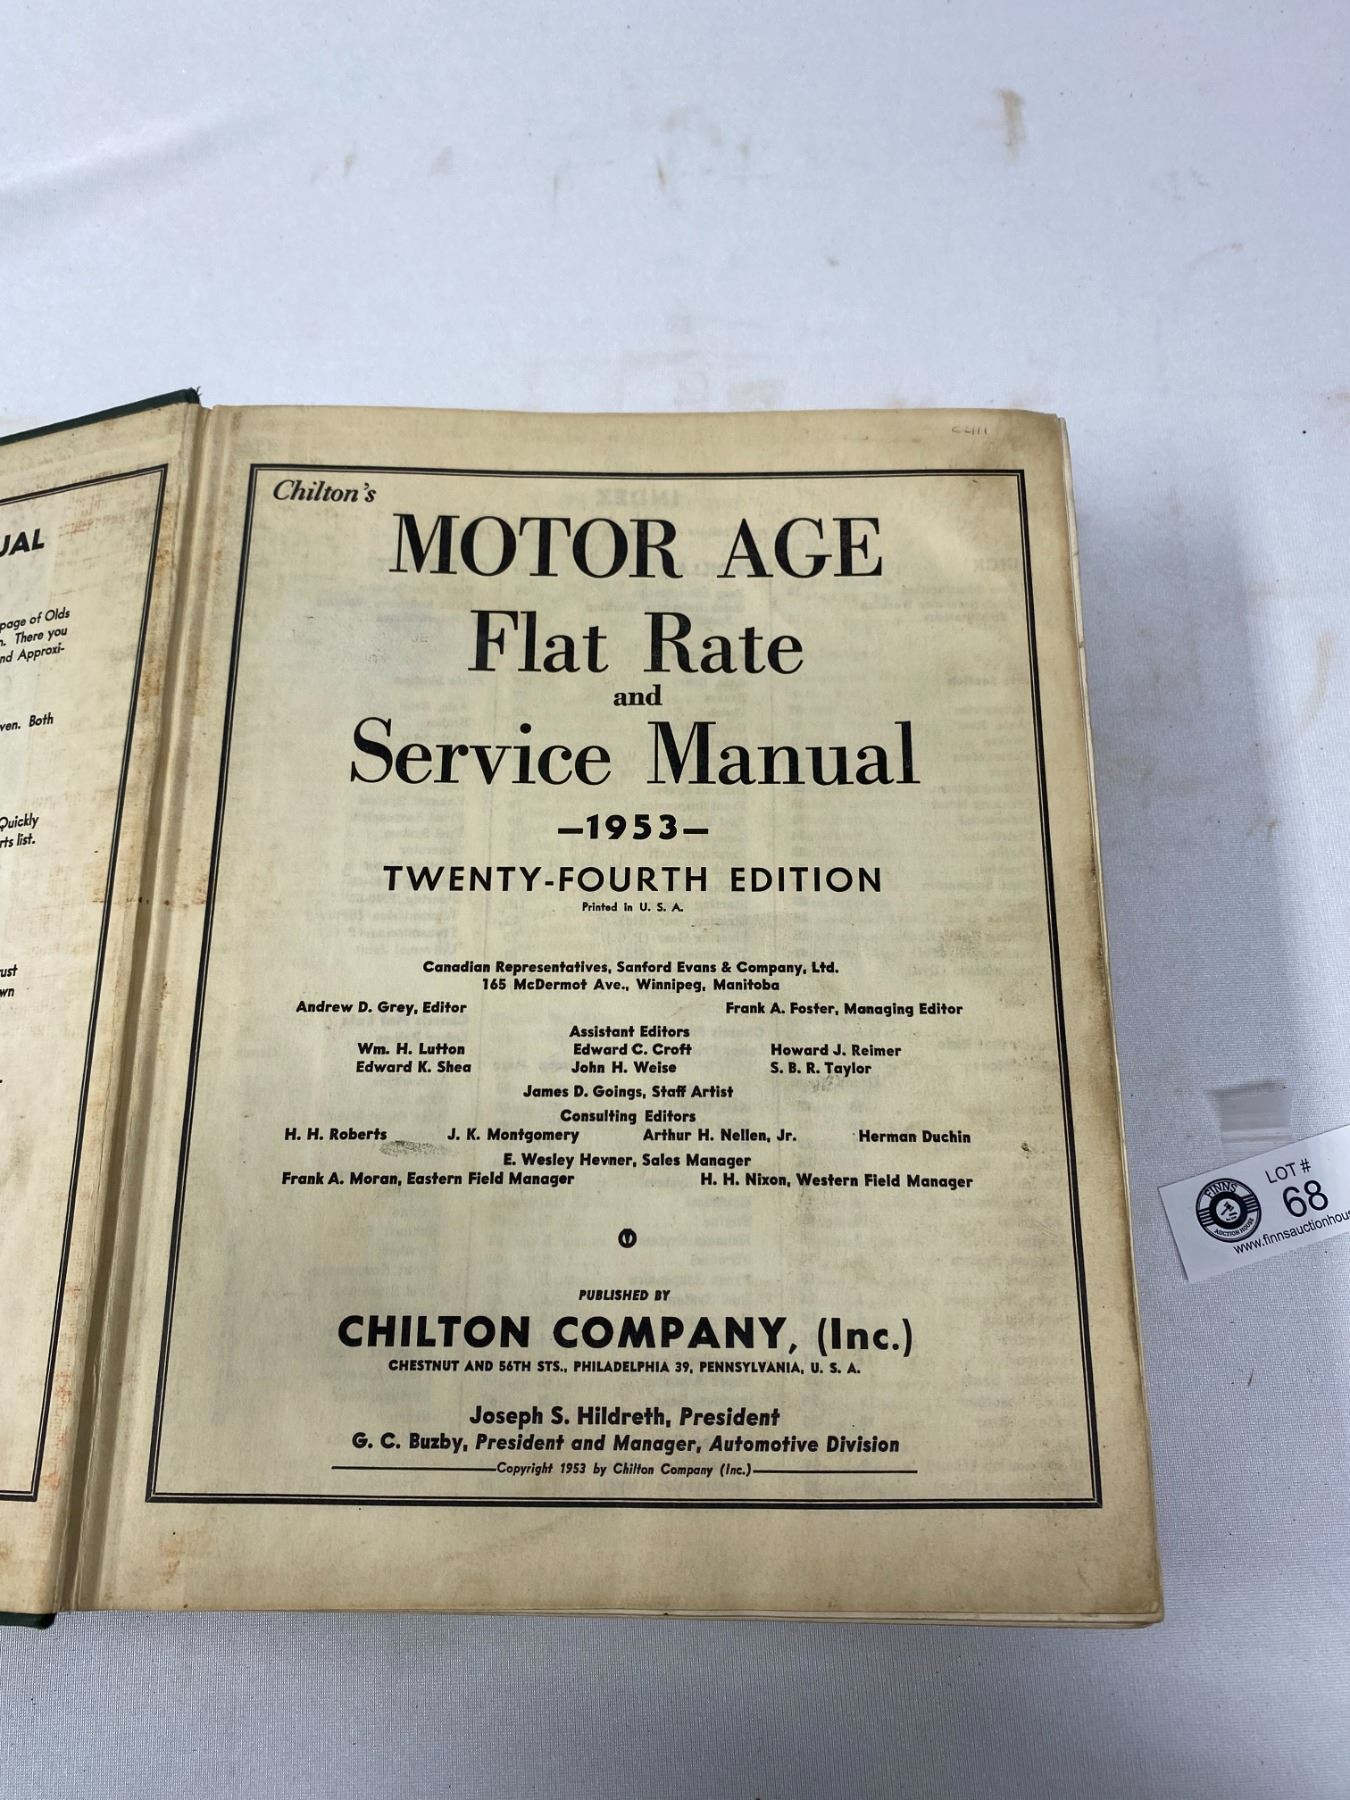 UAL
page of Olds
There you
nd Approxi-
ven. Both
Quickly
rts list.
ust
wn
Chilton's
MOTOR AGE
Flat Rate
and
Service Manual
—1953—
TWENTY-FOURTH EDITION
Printed in U. S. A.
Canadian Representatives, Sanford Evans & Company, Ltd.
165 McDermot Ave., Winnipeg, Manitoba
Andrew D. Grey, Editor Frank A. Foster, Managing Editor
Assistant Editors
Wm. H. Lutton Edward C. Croft Howard J. Reimer
Edward K. Shea John H. Weise S. B. R. Taylor
James D. Goings, Staff Artist
Consulting Editors
H. H. Roberts J. K. Montgomery Arthur H. Nellen, Jr. Herman Duchin
E. Wesley Hevner, Sales Manager
Frank A. Moran, Eastern Field Manager H. H. Nixon, Western Field Manager
PUBLISHED BY
CHILTON COMPANY, (Inc.)
CHESTNUT AND 56TH STS., PHILADELPHIA 39, PENNSYLVANIA, U. S. A.
Joseph S. Hildreth, President
G. C. Buzby, President and Manager, Automotive Division
Copyright 1953 by Chilton Company (Inc.)
FINNS
AUCTION HOUSE
LOT #
68
www.finnsauctionhous